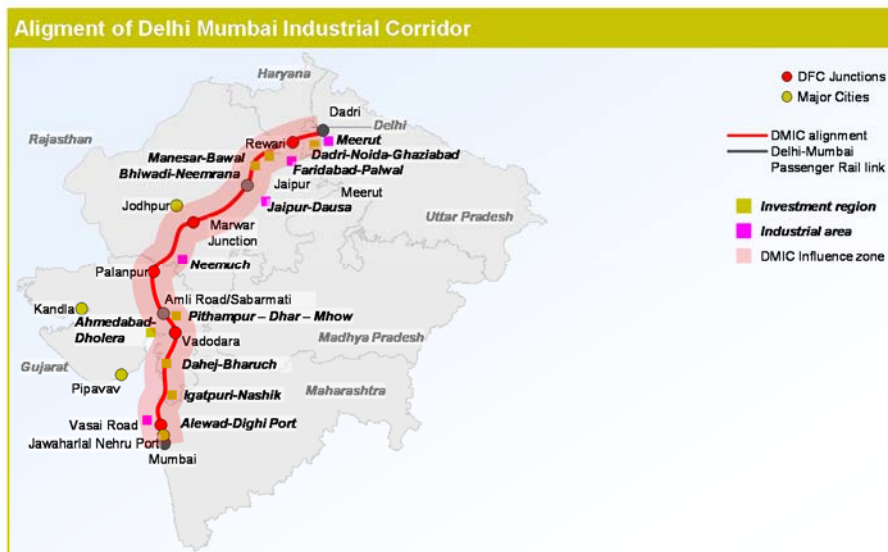 Aligment of Delhi Mumbai Industrial Corridor
Haryana
DFC Junctions
Major Cities
Dadri
Delhi
Rajasthan
Rewari
Meerut
DMIC alignment
Delhi-Mumbai
Passenger Rail link
Manesar-Bawal
Dadri-Noida-Ghaziabad
Bhiwadi-Neemrana
Faridabad-Palwal
Jaipur
Meerut
Jodhpur
Jaipur-Dausa
Uttar Pradesh
Investment region
Marwar
Junction
Industrial area
Neemuch
DMIC Influence zone
Palanpur
Amli Road/Sabarmati
Kandla
Ahmedabad-
Dholera
Pithampur – Dhar – Mhow
Vadodara
Madhya Pradesh
Gujarat
Dahej-Bharuch
Pipavav
Igatpuri-Nashik
Maharashtra
Vasai Road
Alewad-Dighi Port
Jawaharlal Nehru Port
Mumbai